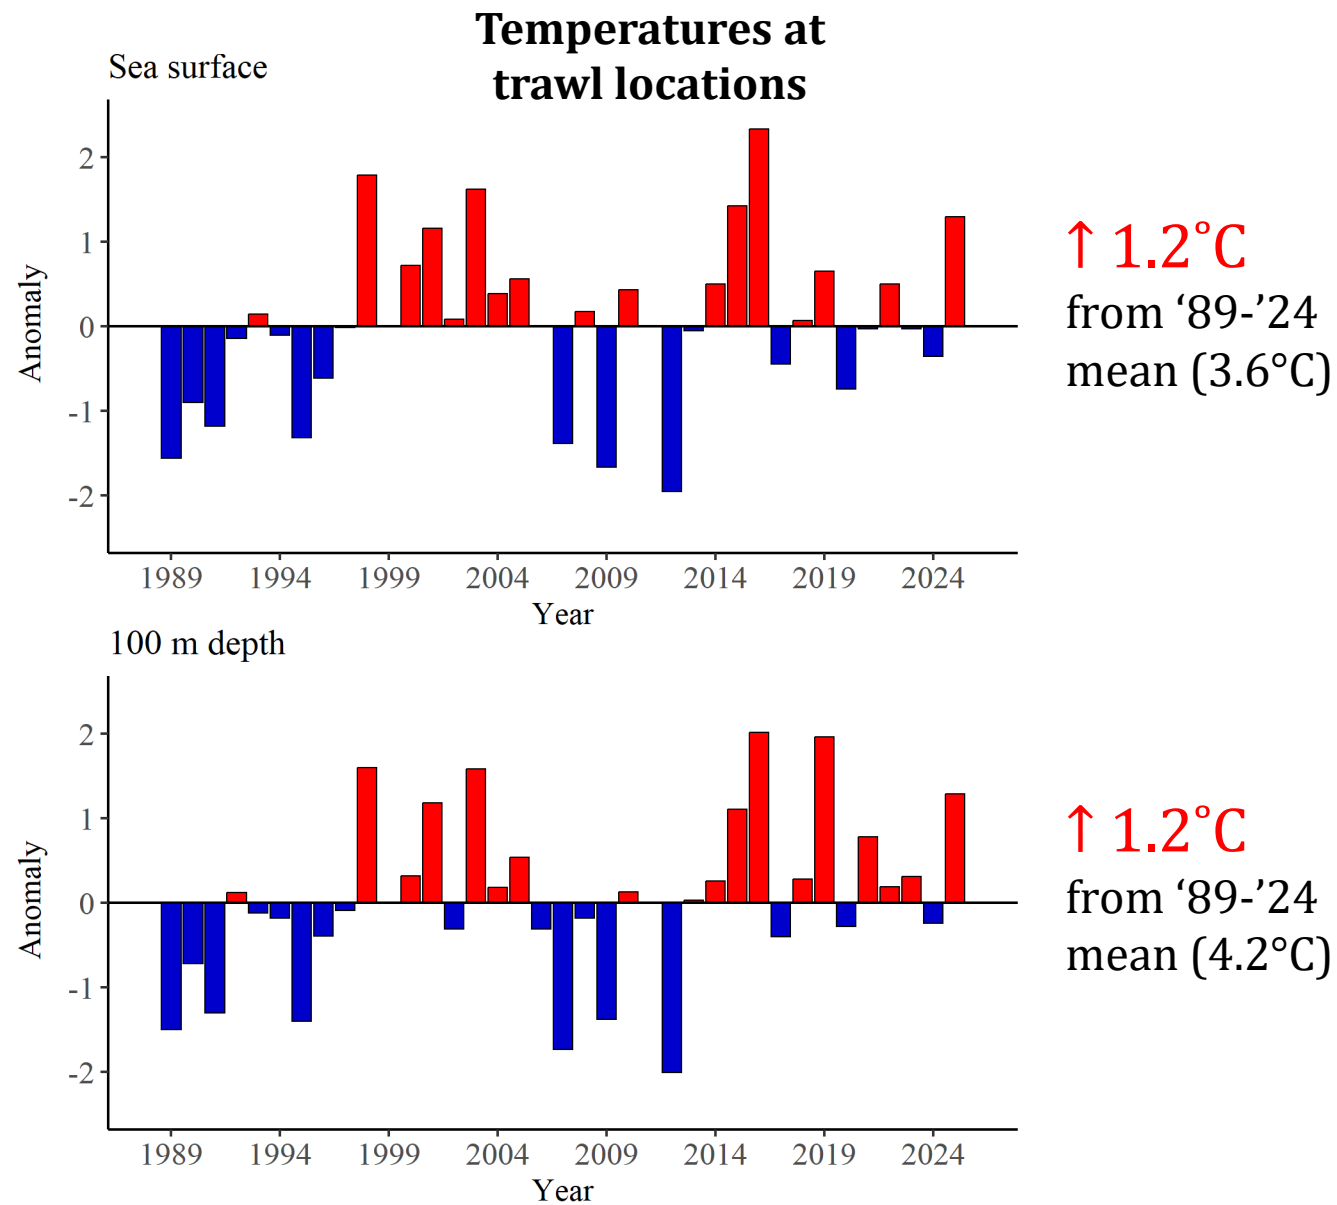 Temperatures at
trawl locations
Sea surface
Anomaly
2
1
0
-1
-2
1989 1994 1999 2004 2009 2014 2019 2024
Year
↑ 1.2°C
from ‘89-’24
mean (3.6°C)
100 m depth
Anomaly
2
1
0
-1
-2
1989 1994 1999 2004 2009 2014 2019 2024
Year
↑ 1.2°C
from ‘89-’24
mean (4.2°C)